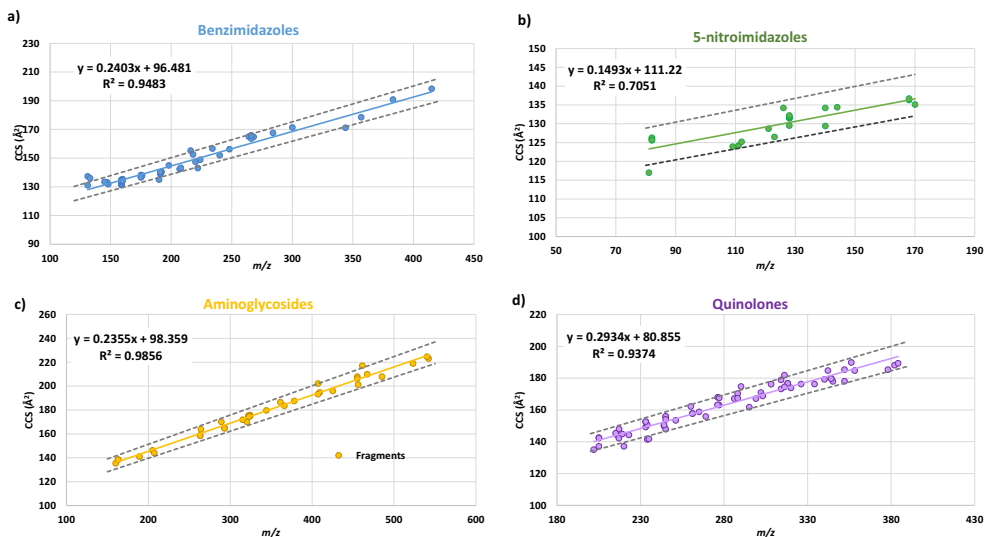 a)
Benzimidazoles
CCS (Å²)
230
210
190
170
150
130
110
90
y = 0.2403x + 96.481
R² = 0.9483
100 150 200 250 300 350 400 450
m/z
b)
5-nitroimidazoles
CCS (Å²)
150
145
140
135
130
125
120
115
110
105
100
y = 0.1493x + 111.22
R² = 0.7051
50 70 90 110 130 150 170 190
m/z
c)
Aminoglycosides
CCS (Å²)
260
240
220
200
180
160
140
120
100
y = 0.2355x + 98.359
R² = 0.9856
Fragments
100 200 300 400 500 600
m/z
d)
Quinolones
CCS (Å²)
220
200
180
160
140
120
100
y = 0.2934x + 80.855
R² = 0.9374
180 230 280 330 380 430
m/z